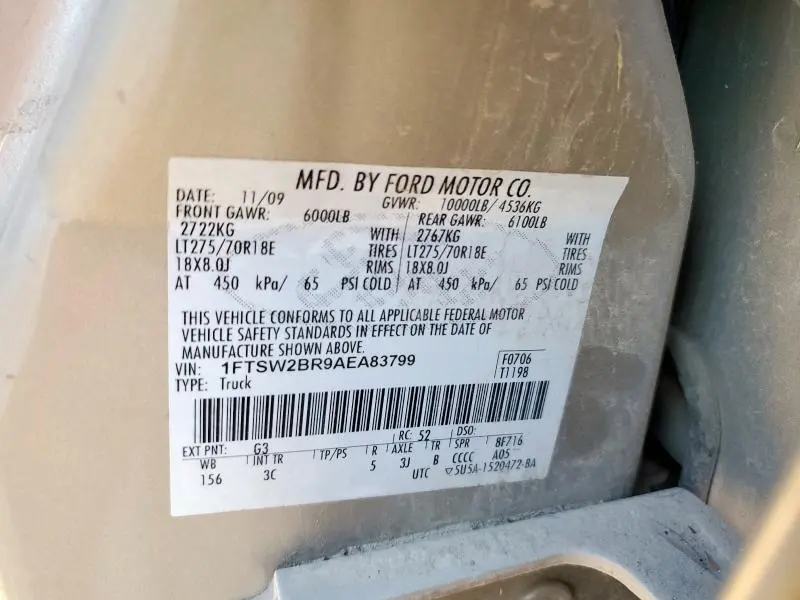 MFD. BY FORD MOTOR CO.
DATE: 11/09 GVWR: 10000LB/ 4536KG
FRONT GAWR: 6000LB REAR GAWR: 6100LB
2722KG WITH 2767KG WITH
LT275/70R18E TIRES LT275/70R18E TIRES
18X8.0J RIMS 18X8.0J RIMS
AT 450 kPa/ 65 PSI COLD AT 450 kPa/ 65 PSI COLD
THIS VEHICLE CONFORMS TO ALL APPLICABLE FEDERAL MOTOR
VEHICLE SAFETY STANDARDS IN EFFECT ON THE DATE OF
MANUFACTURE SHOWN ABOVE.
VIN: 1FTSW2BR9AEA83799 F0706
TYPE: Truck T1198
EXT PNT: G3 RC: 52 DSO:
WB INT TR TP/PS R AXLE TR SPR 8F716
156 3C 5 3J B CCCC A05
UTC ▽5U5A-1520472-BA